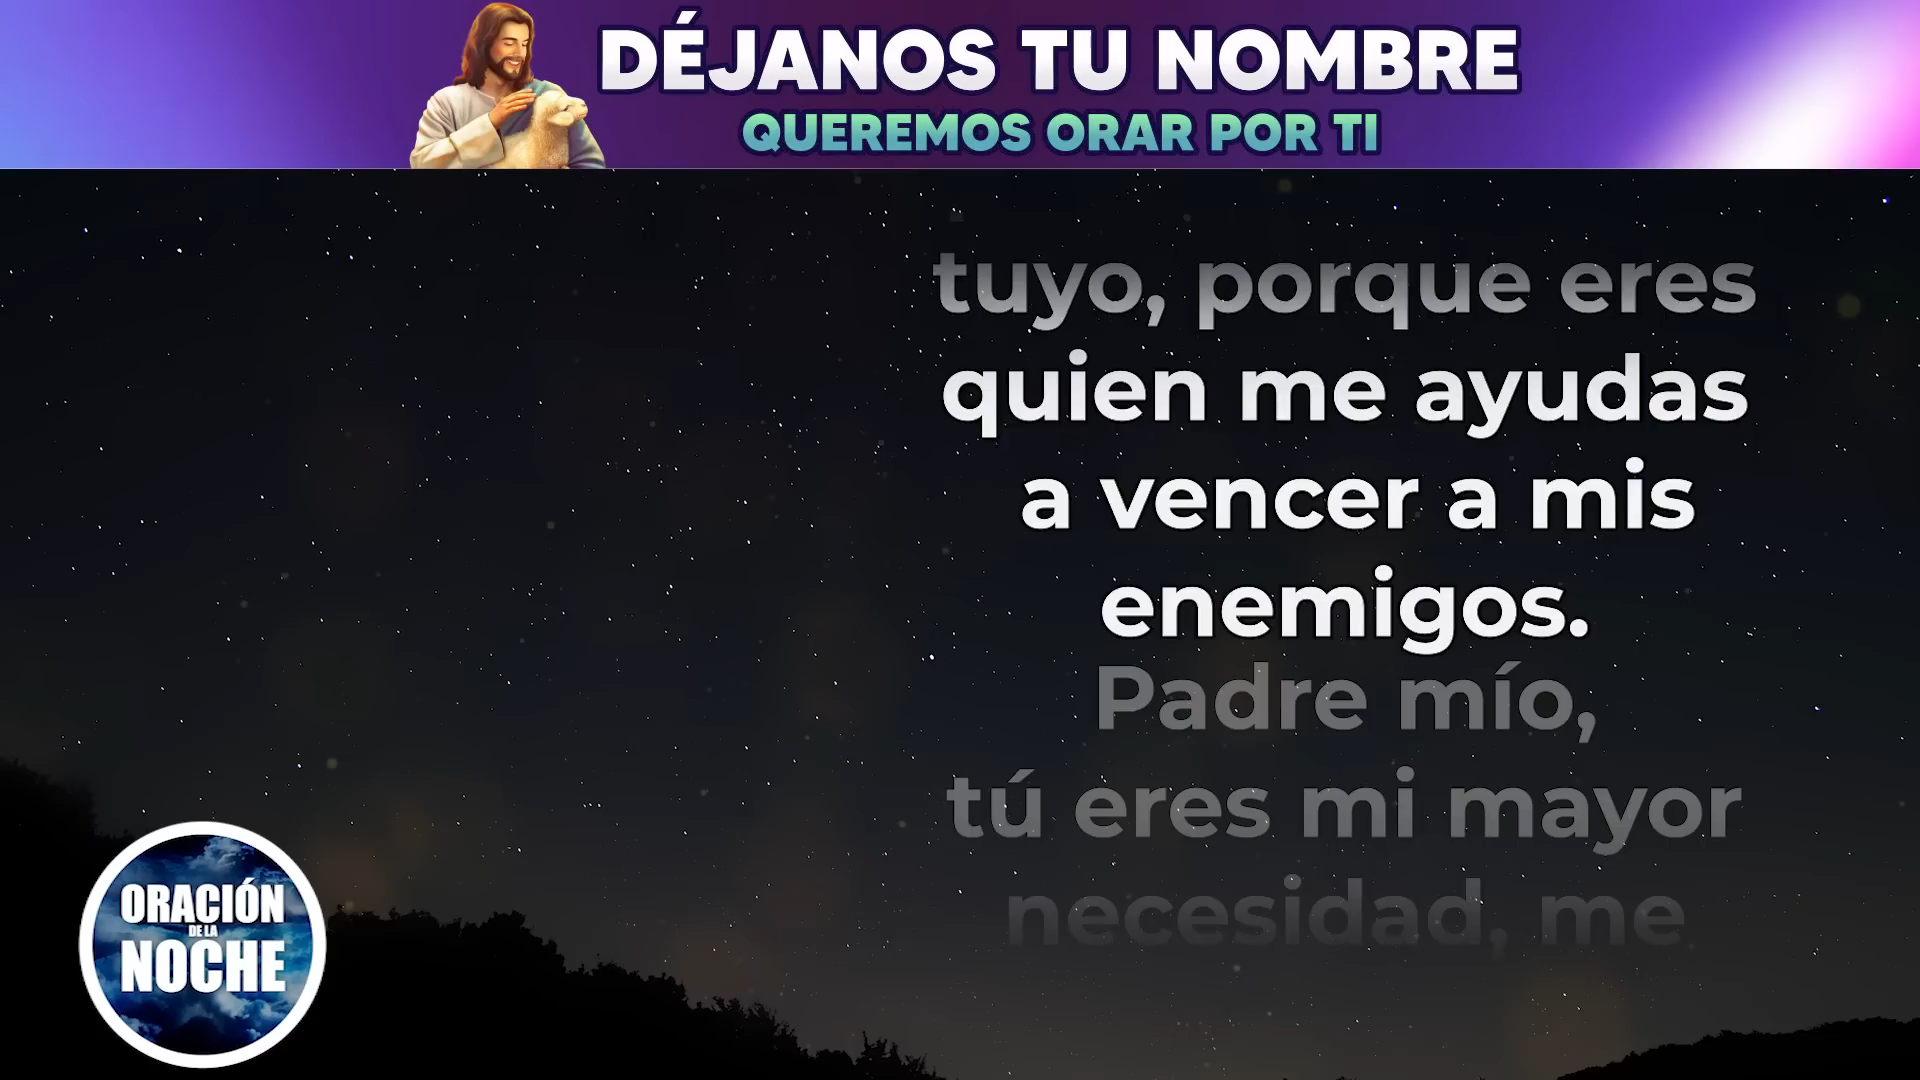 DÉJANOS TU NOMBRE
QUEREMOS ORAR POR TI
tuyo, porque eres
quien me ayudas
a vencer a mis
enemigos.
Padre mío,
tú eres mi mayor
necesidad, me
ORACIÓN
DE LA
NOCHE